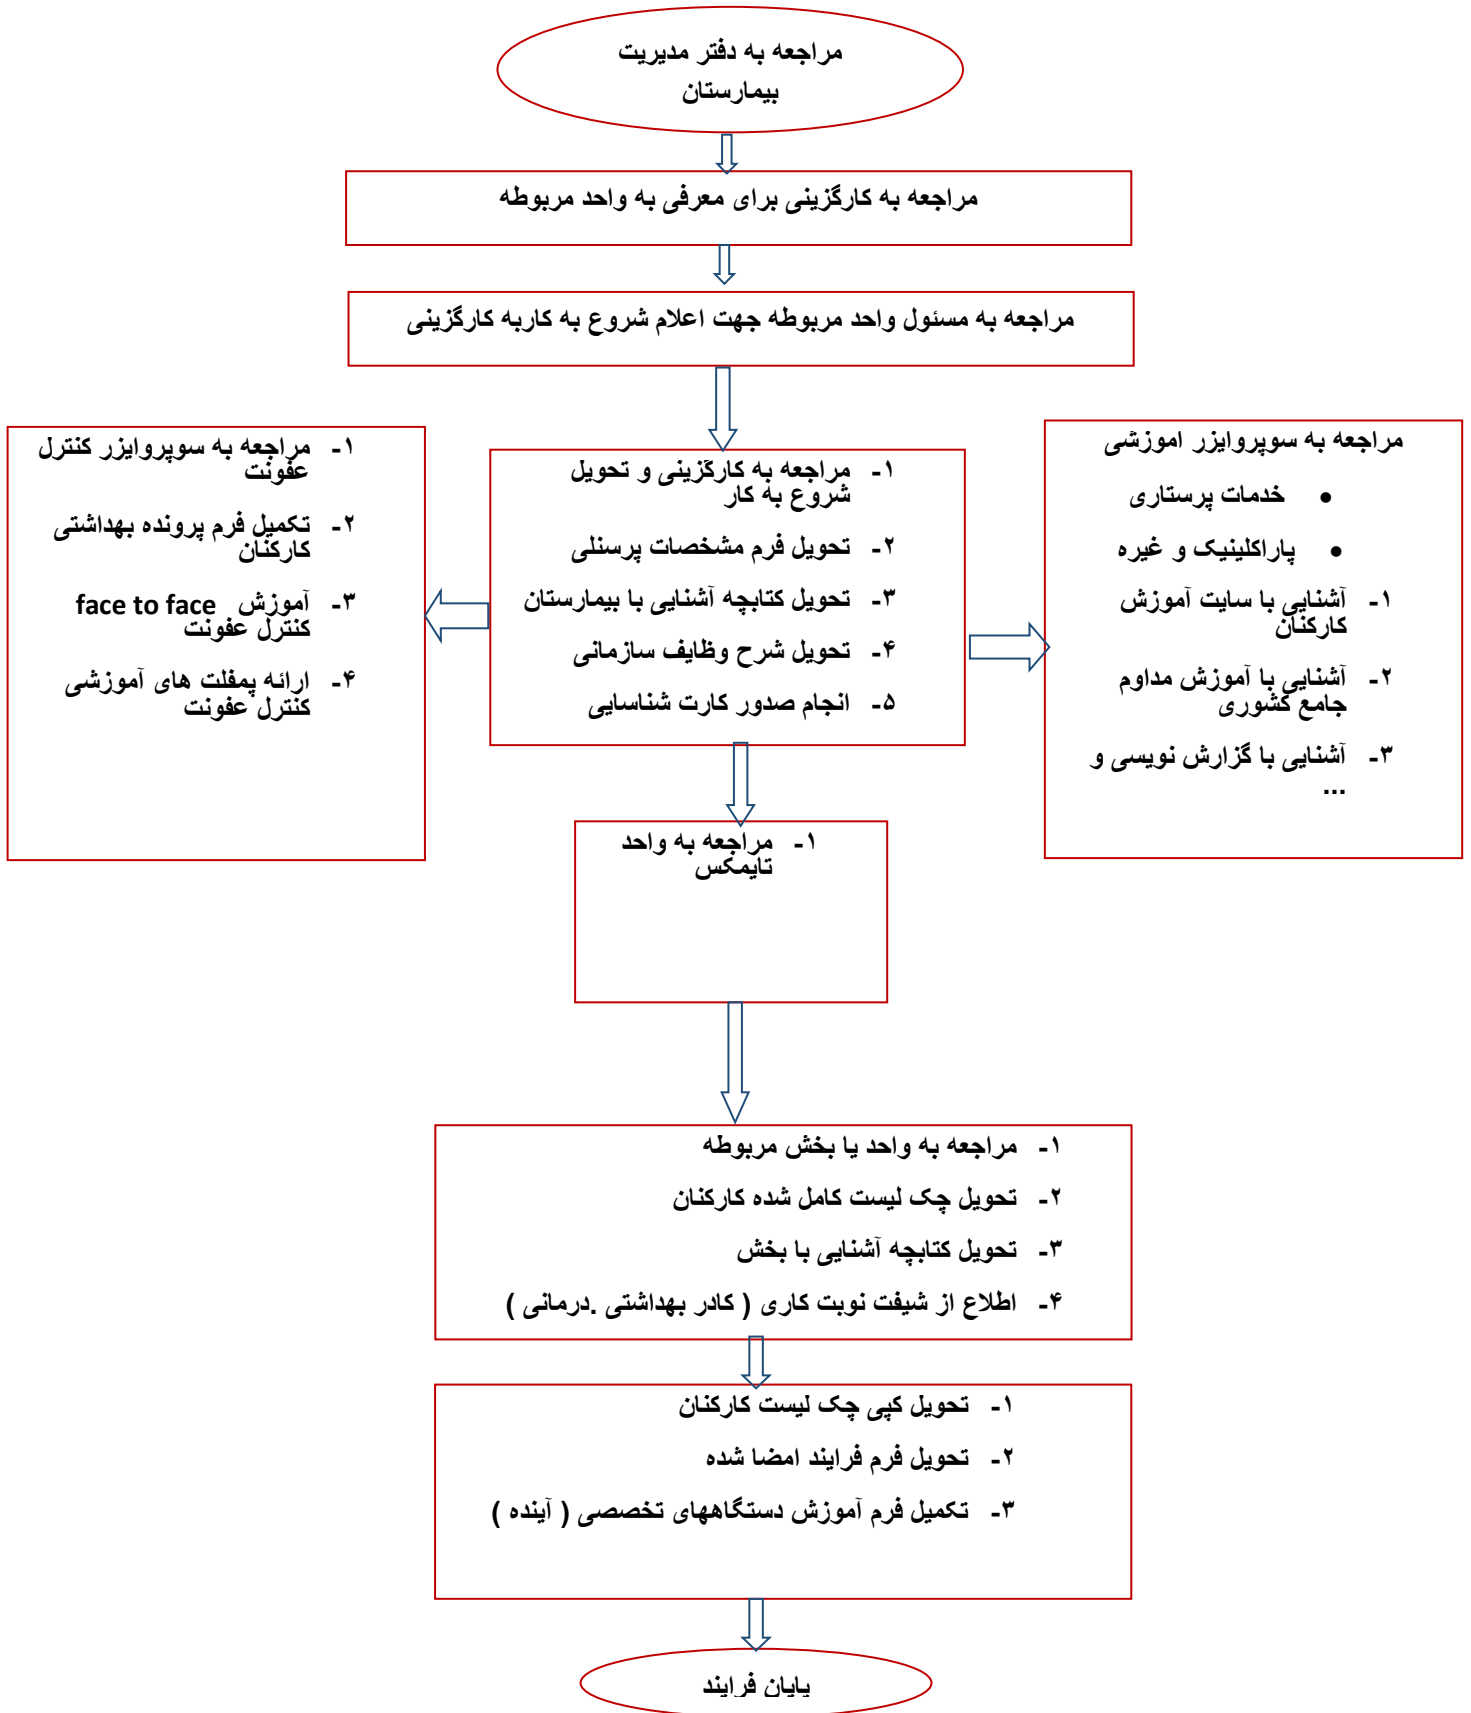 مراجعه به دفتر مدیریت
بیمارستان
مراجعه به کارگزینی برای معرفی به واحد مربوطه
مراجعه به مسئول واحد مربوطه جهت اعلام شروع به کاربه کارگزینی
مراجعه به سوپروایزر اموزشی
• خدمات پرستاری
• پاراکلینیک و غیره
۱- آشنایی با سایت آموزش
کارکنان
۲- آشنایی با آموزش مداوم
جامع کشوری
۳- آشنایی با گزارش نویسی و
...
۱- مراجعه به کارگزینی و تحویل
شروع به کار
۲- تحویل فرم مشخصات پرسنلی
۳- تحویل کتابچه آشنایی با بیمارستان
۴- تحویل شرح وظایف سازمانی
۵- انجام صدور کارت شناسایی
۱- مراجعه به سوپروایزر کنترل
عفونت
۲- تکمیل فرم پرونده بهداشتی
کارکنان
۳- آموزش face to face
کنترل عفونت
۴- ارائه پمفلت های آموزشی
کنترل عفونت
۱- مراجعه به واحد
تایمکس
۱- مراجعه به واحد یا بخش مربوطه
۲- تحویل چک لیست کامل شده کارکنان
۳- تحویل کتابچه آشنایی با بخش
۴- اطلاع از شیفت نوبت کاری ( کادر بهداشتی .درمانی )
۱- تحویل کپی چک لیست کارکنان
۲- تحویل فرم فرایند امضا شده
۳- تکمیل فرم آموزش دستگاههای تخصصی ( آینده )
پایان فرایند